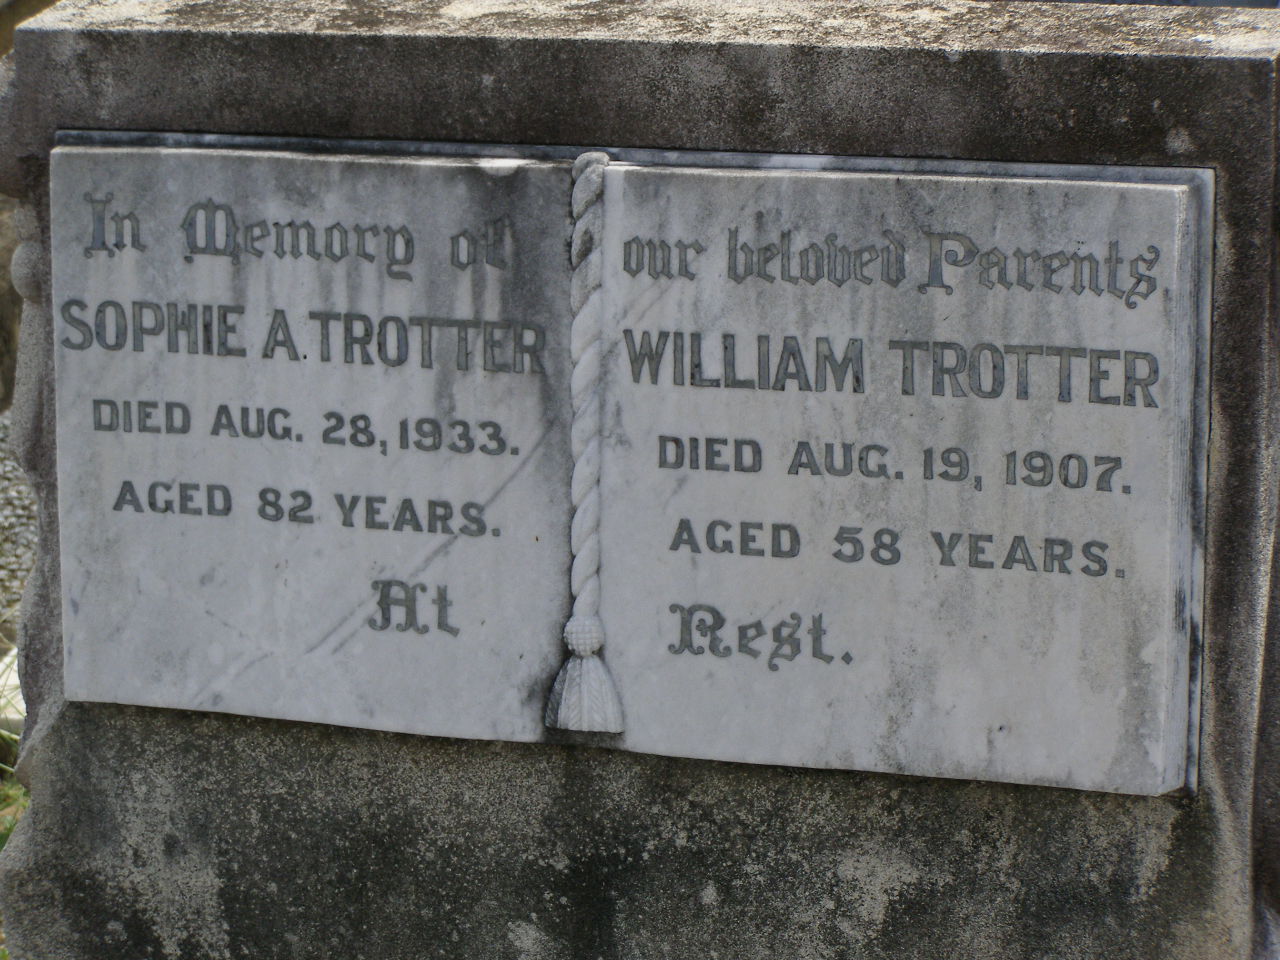 In Memory of
SOPHIE A. TROTTER
DIED AUG. 28, 1933.
AGED 82 YEARS.
At
our beloved Parents,
WILLIAM TROTTER
DIED AUG. 19, 1907.
AGED 58 YEARS.
Rest.